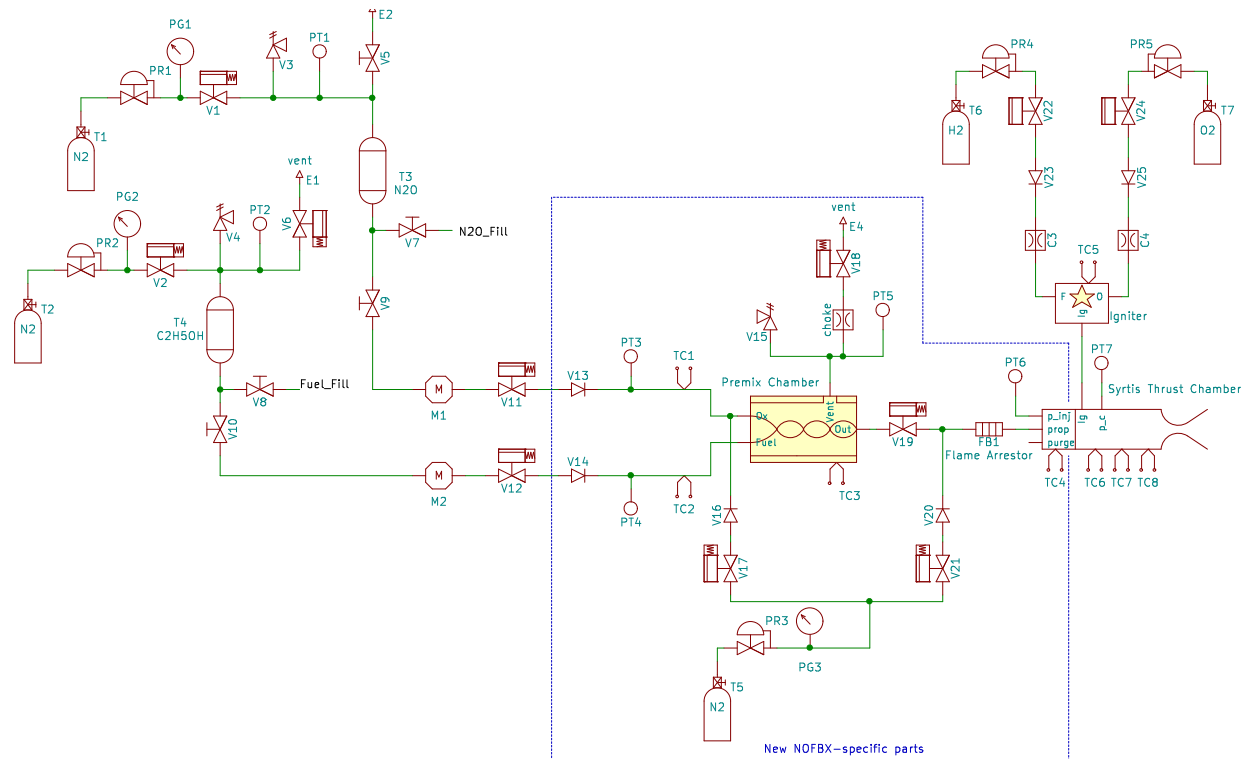 E2
PG1
PT1
PR1
V3
V5
V1
T1
N2
T3
N2O
vent
E1
PG2
PT2
V6
V4
PR2
V2
V7
N2O_Fill
T2
N2
T4
C2H5OH
V9
Fuel_Fill
V8
V10
M
M1
V11
V13
PT3
TC1
M
M2
V12
V14
PT4
TC2
vent
E4
V18
PT5
choke
V15
Premix Chamber
Ox
Fuel
Vent
Out
TC3
V19
FB1
Flame Arrestor
V16
V17
V20
V21
PR3
PG3
T5
N2
New NOFBX-specific parts
PR4
PR5
T6
H2
V22
V24
T7
O2
V23
V25
C3
C4
TC5
F
O
Ig
Igniter
PT6
PT7
Syrtis Thrust Chamber
p_inj
prop
purge
Ig
p_c
TC4
TC6
TC7
TC8